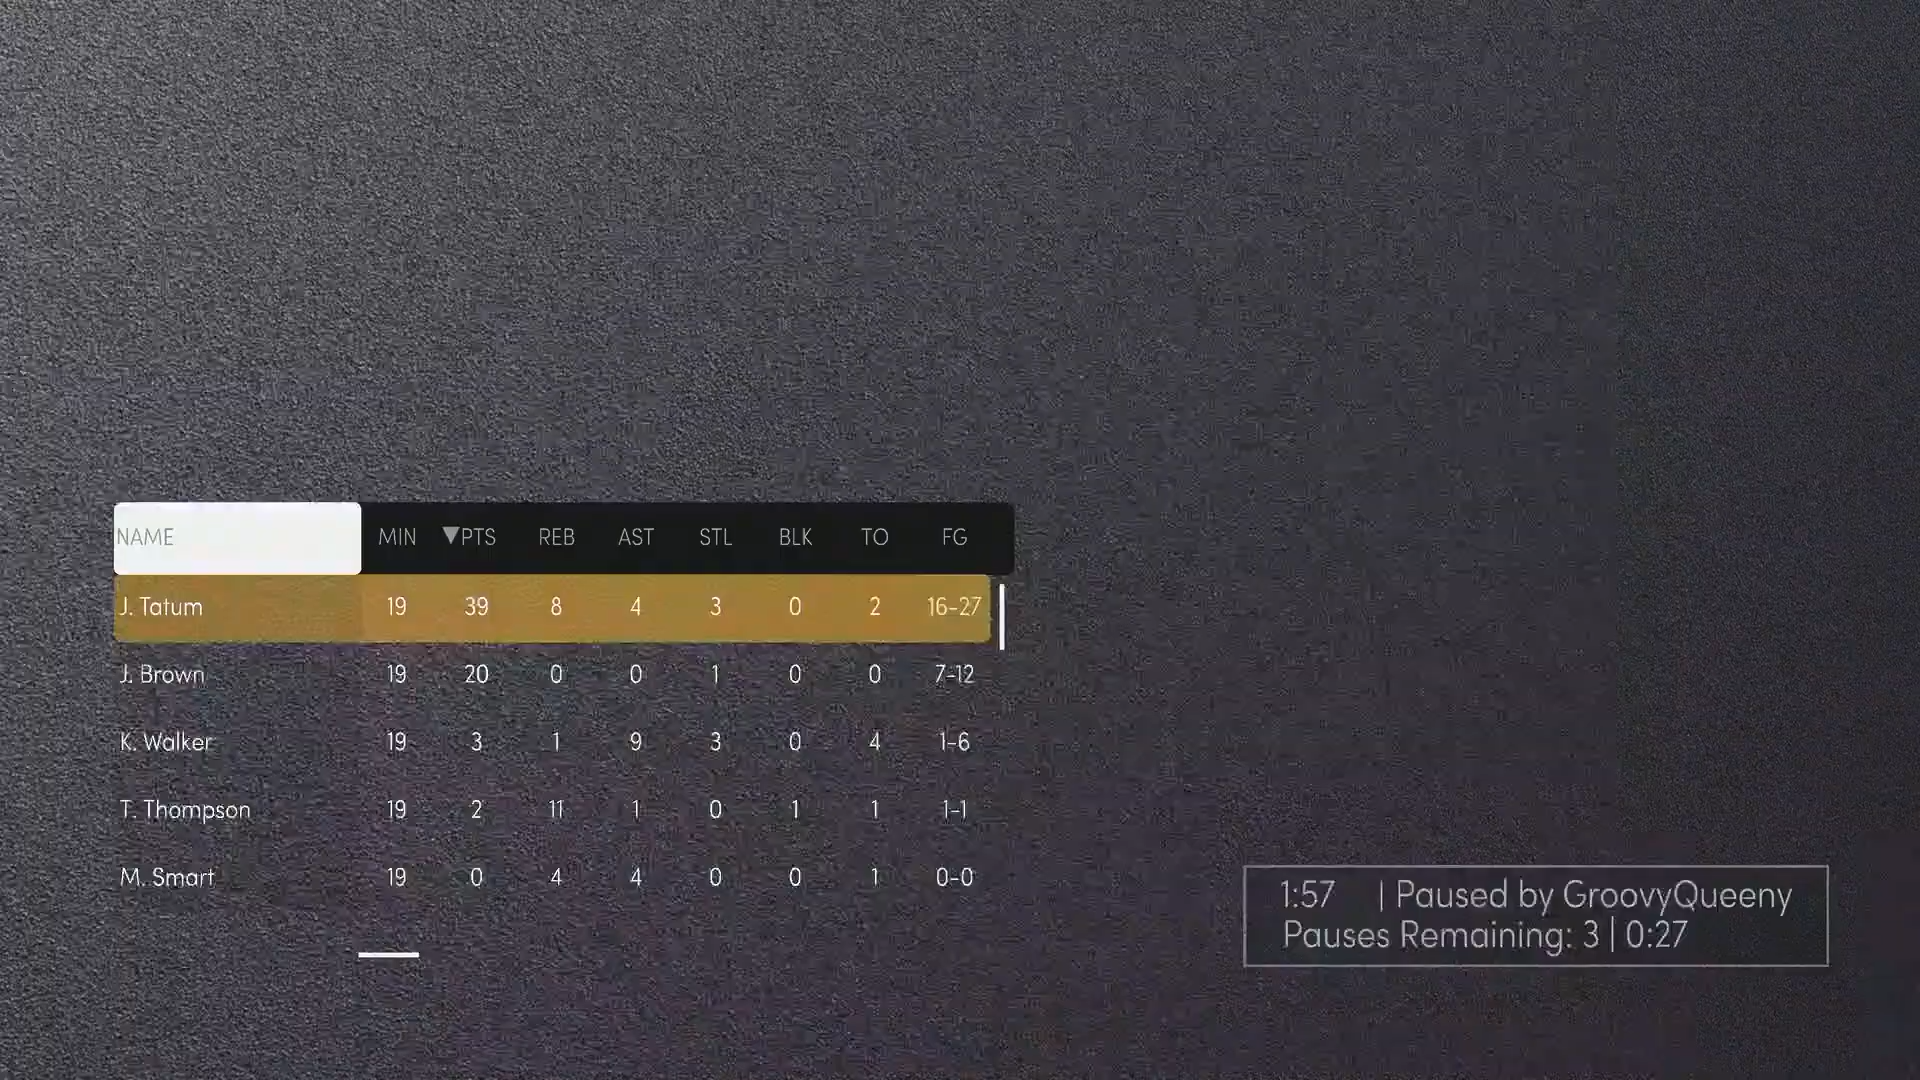 NAME MIN ▼PTS REB AST STL BLK TO FG
J. Tatum 19 39 8 4 3 0 2 16-27
J. Brown 19 20 0 0 1 0 0 7-12
K. Walker 19 3 1 9 3 0 4 1-6
T. Thompson 19 2 11 1 0 1 1 1-1
M. Smart 19 0 4 4 0 0 1 0-0
1:57 | Paused by GroovyQueeny
Pauses Remaining: 3 | 0:27